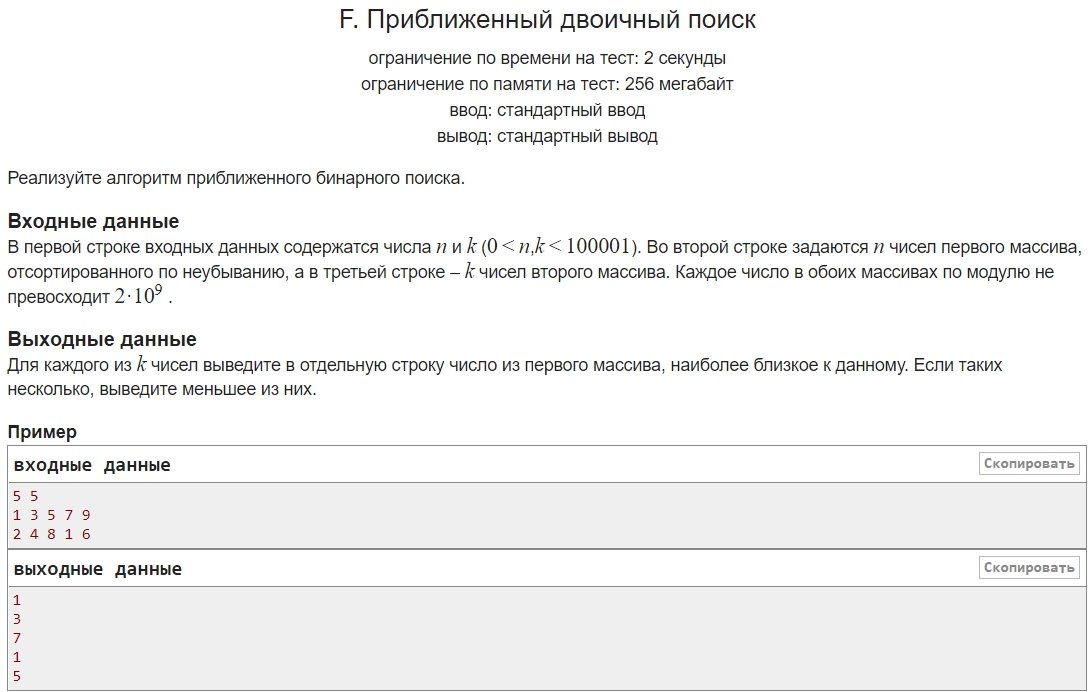 F. Приближенный двоичный поиск
ограничение по времени на тест: 2 секунды
ограничение по памяти на тест: 256 мегабайт
ввод: стандартный ввод
вывод: стандартный вывод
Реализуйте алгоритм приближенного бинарного поиска.
Входные данные
В первой строке входных данных содержатся числа n и k (0 < n,k < 100001). Во второй строке задаются n чисел первого массива,
отсортированного по неубыванию, а в третьей строке – k чисел второго массива. Каждое число в обоих массивах по модулю не
превосходит 2·10⁹ .
Выходные данные
Для каждого из k чисел выведите в отдельную строку число из первого массива, наиболее близкое к данному. Если таких
несколько, выведите меньшее из них.
Пример
входные данные Скопировать
5 5
1 3 5 7 9
2 4 8 1 6
выходные данные Скопировать
1
3
7
1
5